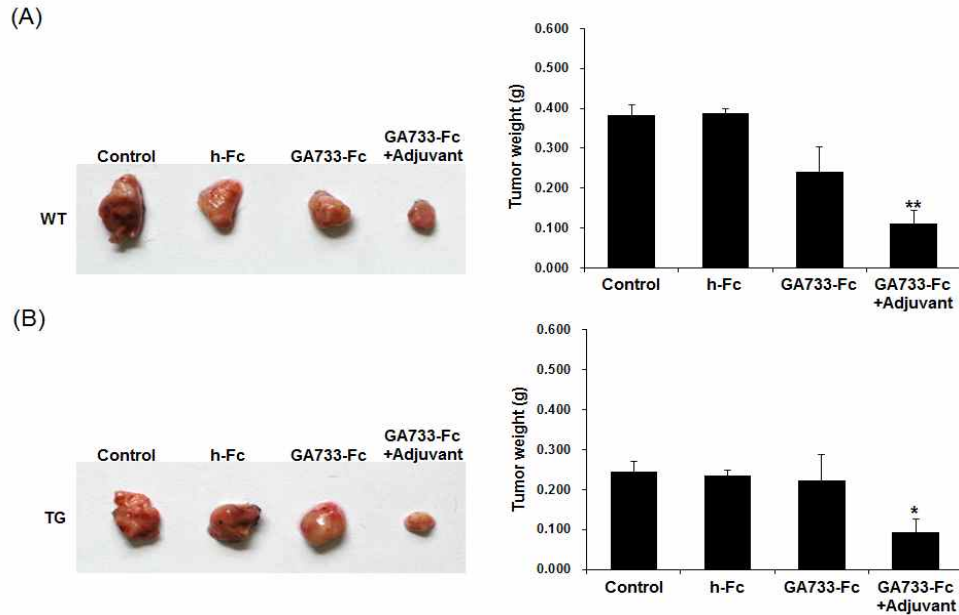 (A)
Control
h-Fc
GA733-Fc
GA733-Fc
+Adjuvant
WT
Tumor weight (g)
0.600
0.500
0.400
0.300
0.200
0.100
0.000
**
Control
h-Fc
GA733-Fc
GA733-Fc
+Adjuvant
(B)
Control
h-Fc
GA733-Fc
GA733-Fc
+Adjuvant
TG
Tumor weight (g)
0.600
0.500
0.400
0.300
0.200
0.100
0.000
*
Control
h-Fc
GA733-Fc
GA733-Fc
+Adjuvant